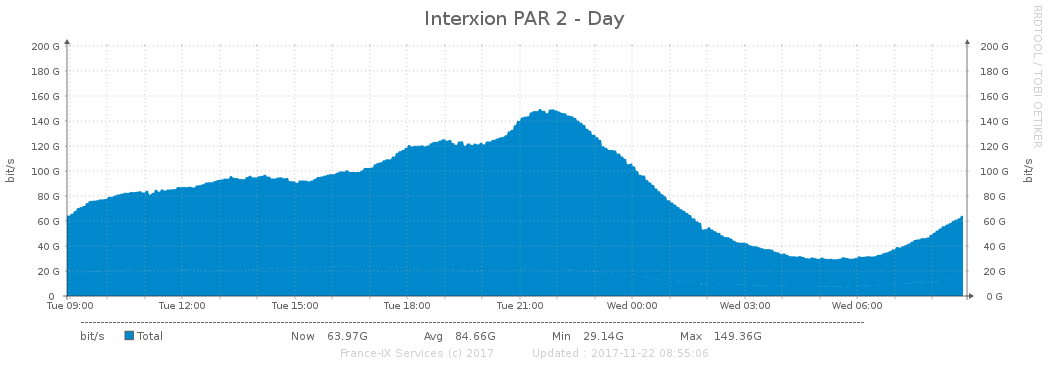 Interxion PAR 2 - Day
RRDTOOL / TOBI OETIKER
bit/s
bit/s
200 G 200 G
180 G 180 G
160 G 160 G
140 G 140 G
120 G 120 G
100 G 100 G
80 G 80 G
60 G 60 G
40 G 40 G
20 G 20 G
0 0 G
Tue 09:00 Tue 12:00 Tue 15:00 Tue 18:00 Tue 21:00 Wed 00:00 Wed 03:00 Wed 06:00
bit/s Total Now 63.97G Avg 84.66G Min 29.14G Max 149.36G
France-IX Services (c) 2017 Updated : 2017-11-22 08:55:06